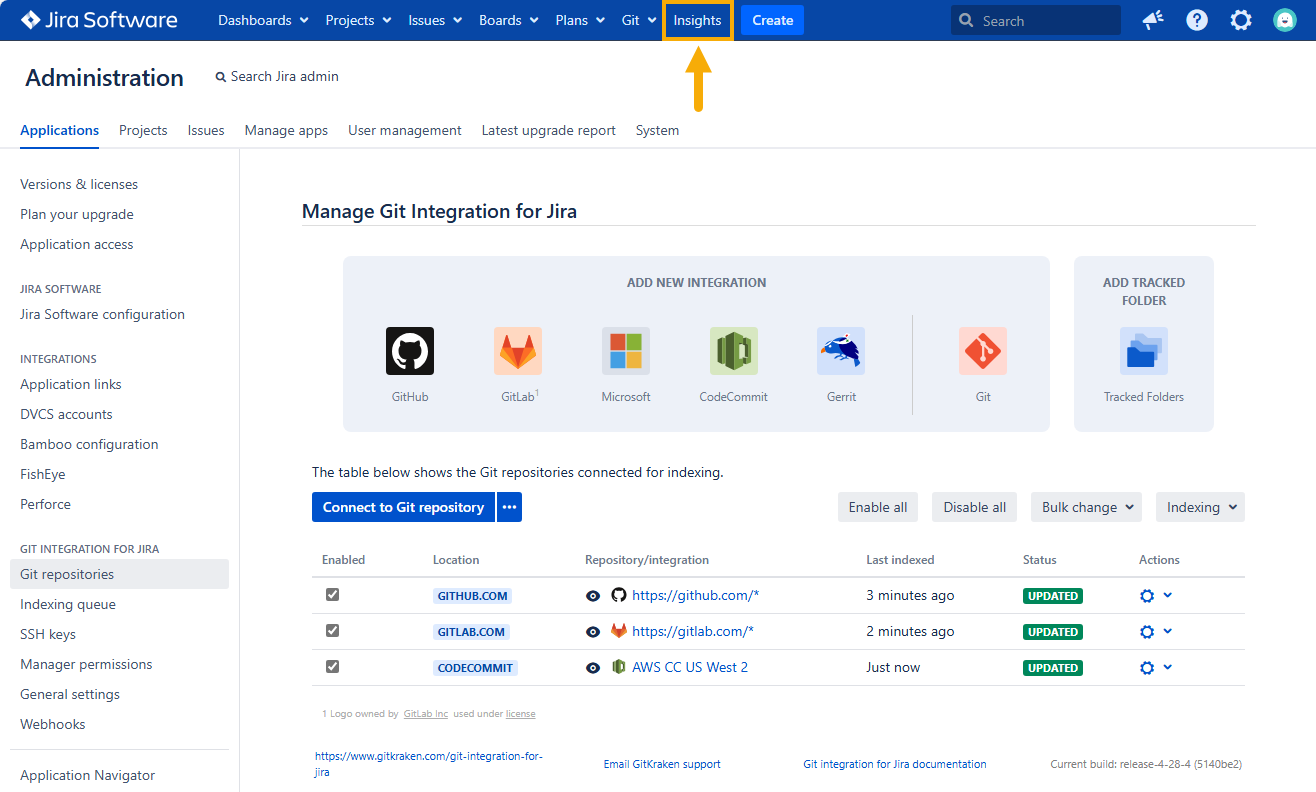 Jira Software Dashboards Projects Issues Boards Plans Git Insights Create Search
Administration Search Jira admin
Applications Projects Issues Manage apps User management Latest upgrade report System
Versions & licenses
Plan your upgrade
Application access
JIRA SOFTWARE
Jira Software configuration
INTEGRATIONS
Application links
DVCS accounts
Bamboo configuration
FishEye
Perforce
GIT INTEGRATION FOR JIRA
Git repositories
Indexing queue
SSH keys
Manager permissions
General settings
Webhooks
Application Navigator
Manage Git Integration for Jira
ADD NEW INTEGRATION
GitHub GitLab1 Microsoft CodeCommit Gerrit Git
ADD TRACKED
FOLDER
Tracked Folders
The table below shows the Git repositories connected for indexing.
Connect to Git repository ••• Enable all Disable all Bulk change Indexing
Enabled Location Repository/integration Last indexed Status Actions
GITHUB.COM https://github.com/* 3 minutes ago UPDATED
GITLAB.COM https://gitlab.com/* 2 minutes ago UPDATED
CODECOMMIT AWS CC US West 2 Just now UPDATED
1 Logo owned by GitLab Inc used under license
https://www.gitkraken.com/git-integration-for-
jira
Email GitKraken support
Git integration for Jira documentation
Current build: release-4-28-4 (5140be2)